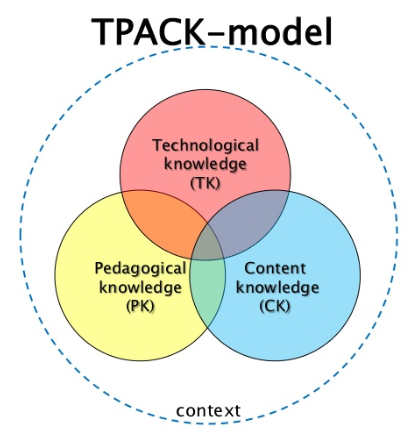 TPACK-model
Technological
knowledge
(TK)
Pedagogical
knowledge
(PK)
Content
knowledge
(CK)
context